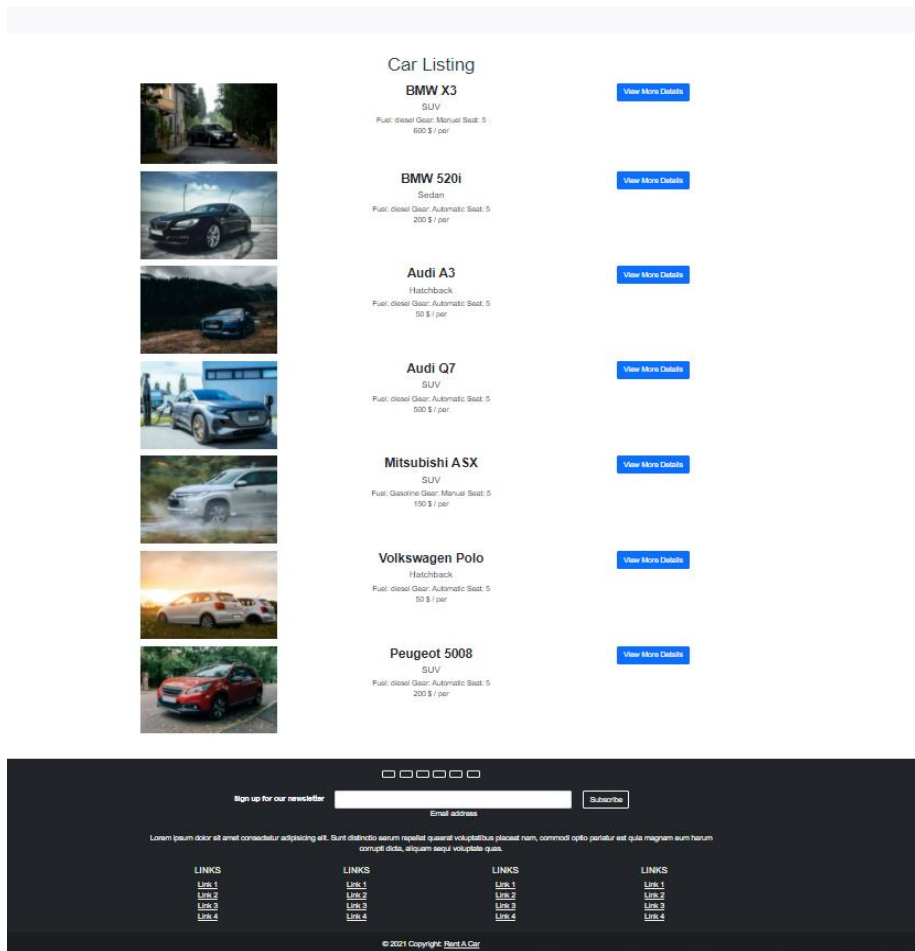 Car Listing
BMW X3
View More Details
SUV
Fuel: diesel Gear: Manuel Seat: 5
600 $ / per
BMW 520i
View More Details
Sedan
Fuel: diesel Gear: Automatic Seat: 5
200 $ / per
Audi A3
View More Details
Hatchback
Fuel: diesel Gear: Automatic Seat: 5
50 $ / per
Audi Q7
View More Details
SUV
Fuel: diesel Gear: Automatic Seat: 5
500 $ / per
Mitsubishi ASX
View More Details
SUV
Fuel: Gasoline Gear: Manuel Seat: 5
150 $ / per
Volkswagen Polo
View More Details
Hatchback
Fuel: diesel Gear: Automatic Seat: 5
50 $ / per
Peugeot 5008
View More Details
SUV
Fuel: diesel Gear: Automatic Seat: 5
200 $ / per
Sign up for our newsletter
Subscribe
Email address
Lorem ipsum dolor sit amet consectetur adipisicing elit. Sunt distinctio earum repellat quaerat voluptatibus placeat nam, commodi optio pariatur est quia magnam eum harum
corrupti dicta, aliquam sequi voluptate quas.
LINKS LINKS LINKS LINKS
Link 1 Link 1 Link 1 Link 1
Link 2 Link 2 Link 2 Link 2
Link 3 Link 3 Link 3 Link 3
Link 4 Link 4 Link 4 Link 4
© 2021 Copyright: Rent A Car